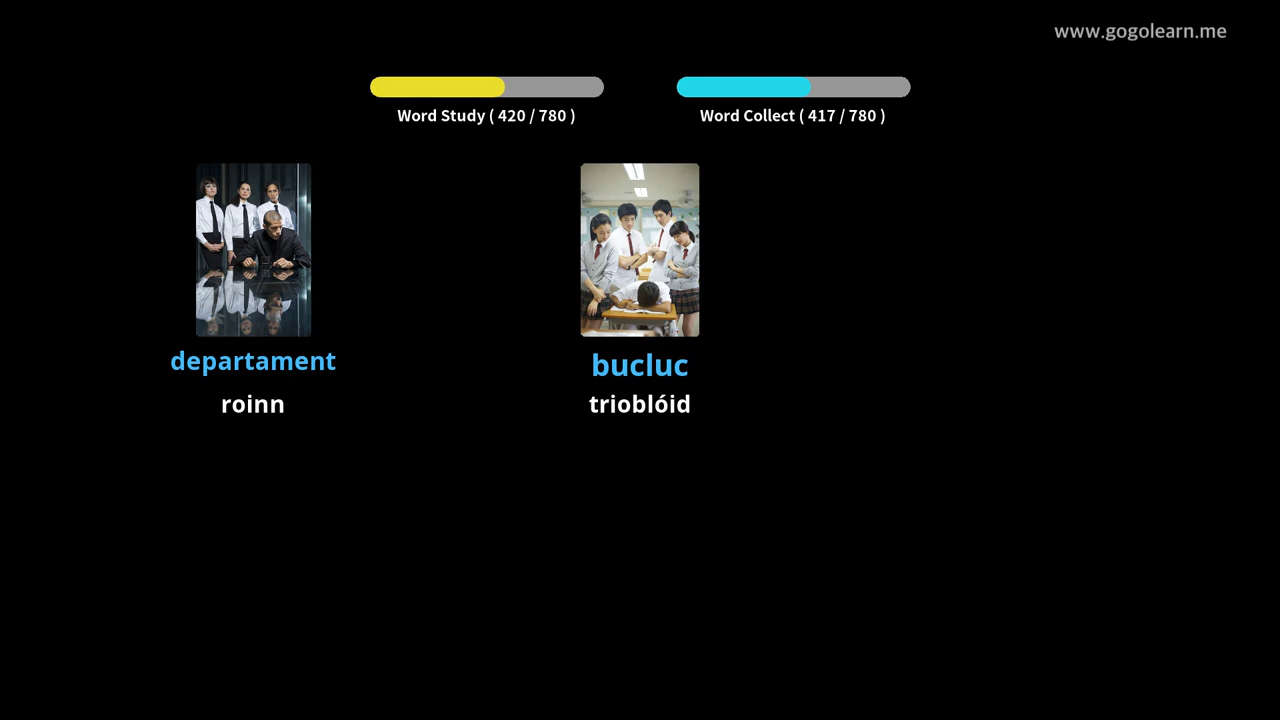 www.gogolearn.me
Word Study ( 420 / 780 )
Word Collect ( 417 / 780 )
departament
roinn
bucluc
trioblóid